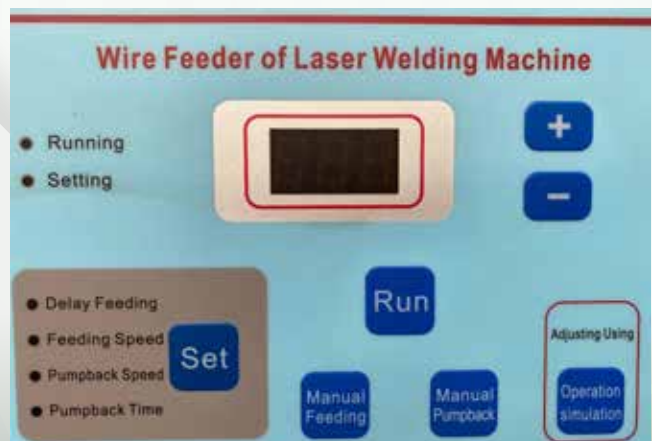 Wire Feeder of Laser Welding Machine
Running
Setting
+
−
Delay Feeding
Feeding Speed
Pumpback Speed
Pumpback Time
Set
Run
Manual
Feeding
Manual
Pumpback
Adjusting Using
Operation
simulation